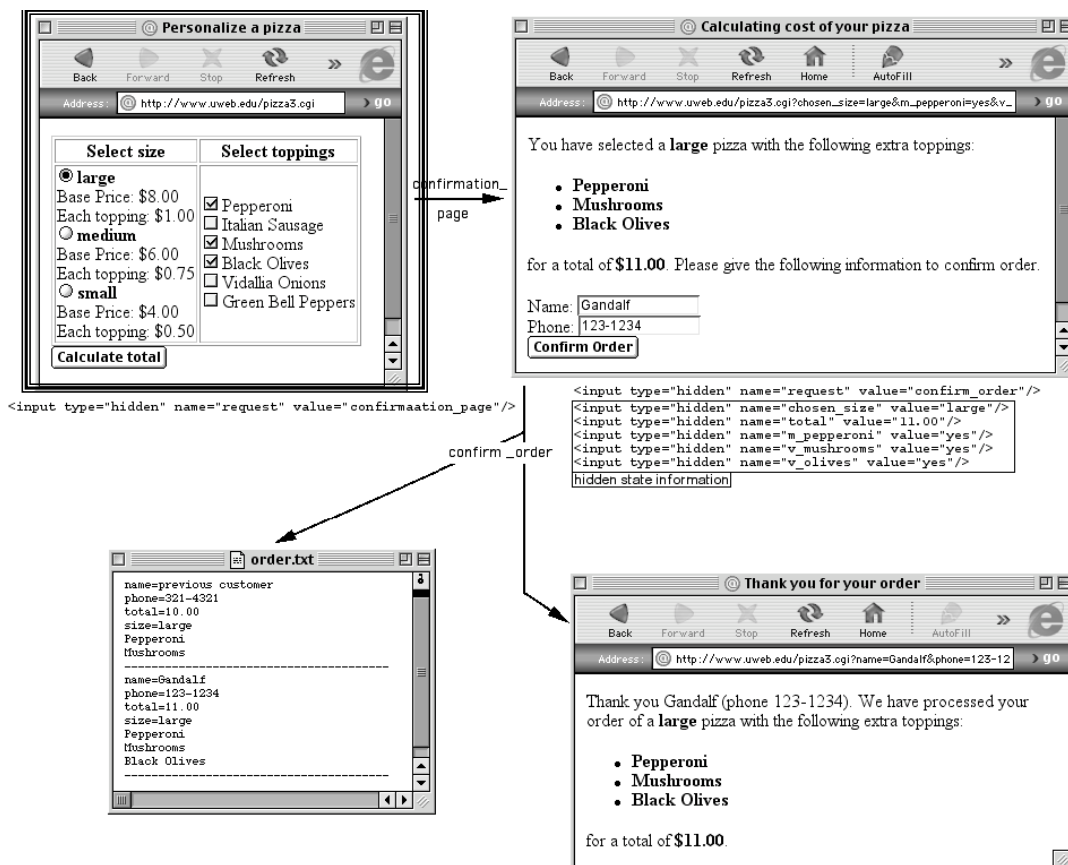 Personalize a pizza
Back Forward Stop Refresh »
Address: @ http://www.uweb.edu/pizza3.cgi go
Select size Select toppings
large
Base Price: $8.00
Each topping: $1.00
medium
Base Price: $6.00
Each topping: $0.75
small
Base Price: $4.00
Each topping: $0.50
Pepperoni
Italian Sausage
Mushrooms
Black Olives
Vidallia Onions
Green Bell Peppers
Calculate total
<input type="hidden" name="request" value="confirmaation_page"/>
confirmation_
page
Calculating cost of your pizza
Back Forward Stop Refresh Home AutoFill »
Address: @ http://www.uweb.edu/pizza3.cgi?chosen_size=large&m_pepperoni=yes&v_ go
You have selected a large pizza with the following extra toppings:
• Pepperoni
• Mushrooms
• Black Olives
for a total of $11.00. Please give the following information to confirm order.
Name: Gandalf
Phone: 123-1234
Confirm Order
<input type="hidden" name="request" value="confirm_order"/>
<input type="hidden" name="chosen_size" value="large"/>
<input type="hidden" name="total" value="11.00"/>
<input type="hidden" name="m_pepperoni" value="yes"/>
<input type="hidden" name="v_mushrooms" value="yes"/>
<input type="hidden" name="v_olives" value="yes"/>
hidden state information
confirm _order
order.txt
name=previous customer
phone=321-4321
total=10.00
size=large
Pepperoni
Mushrooms
----------------------------------------
name=Gandalf
phone=123-1234
total=11.00
size=large
Pepperoni
Mushrooms
Black Olives
----------------------------------------
Thank you for your order
Back Forward Stop Refresh Home AutoFill »
Address: @ http://www.uweb.edu/pizza3.cgi?name=Gandalf&phone=123-12 go
Thank you Gandalf (phone 123-1234). We have processed your
order of a large pizza with the following extra toppings:
• Pepperoni
• Mushrooms
• Black Olives
for a total of $11.00.